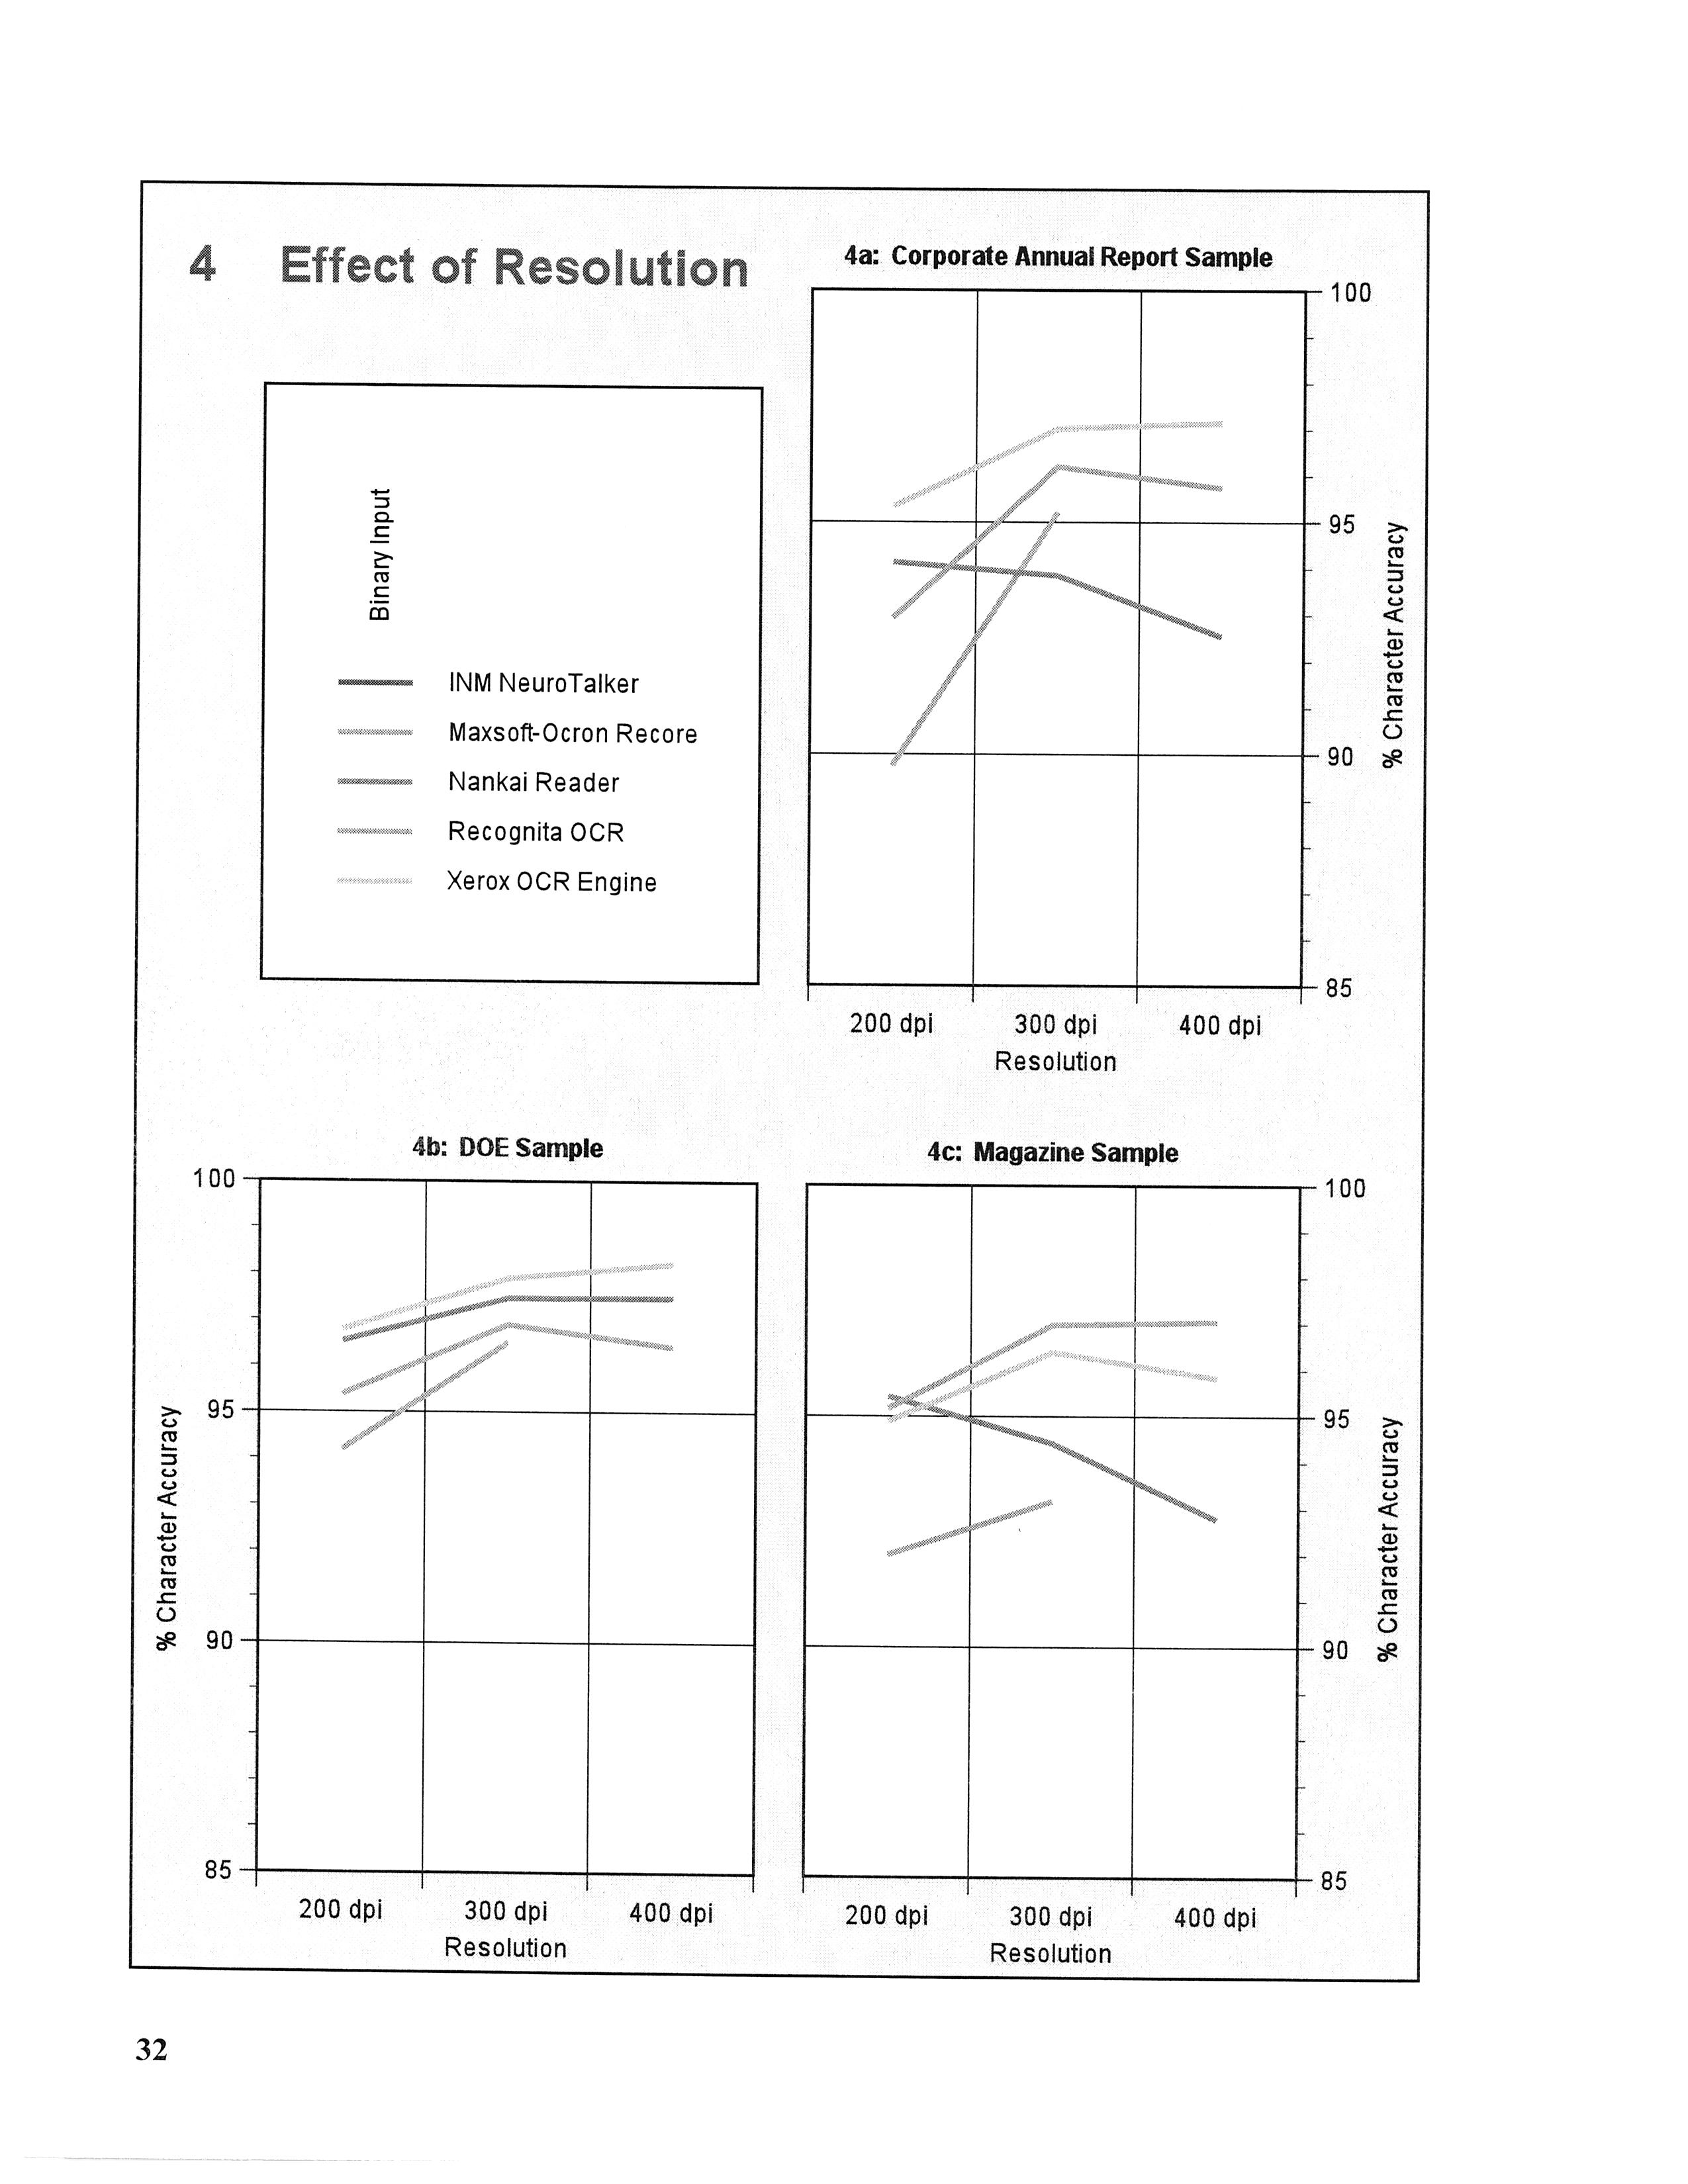 4 Effect of Resolution
Binary Input
INM NeuroTalker
Maxsoft-Ocron Recore
Nankai Reader
Recognita OCR
Xerox OCR Engine
4a: Corporate Annual Report Sample
100
95
90
85
% Character Accuracy
200 dpi 300 dpi 400 dpi
Resolution
4b: DOE Sample
100
95
90
85
% Character Accuracy
200 dpi 300 dpi 400 dpi
Resolution
4c: Magazine Sample
100
95
90
85
% Character Accuracy
200 dpi 300 dpi 400 dpi
Resolution
32